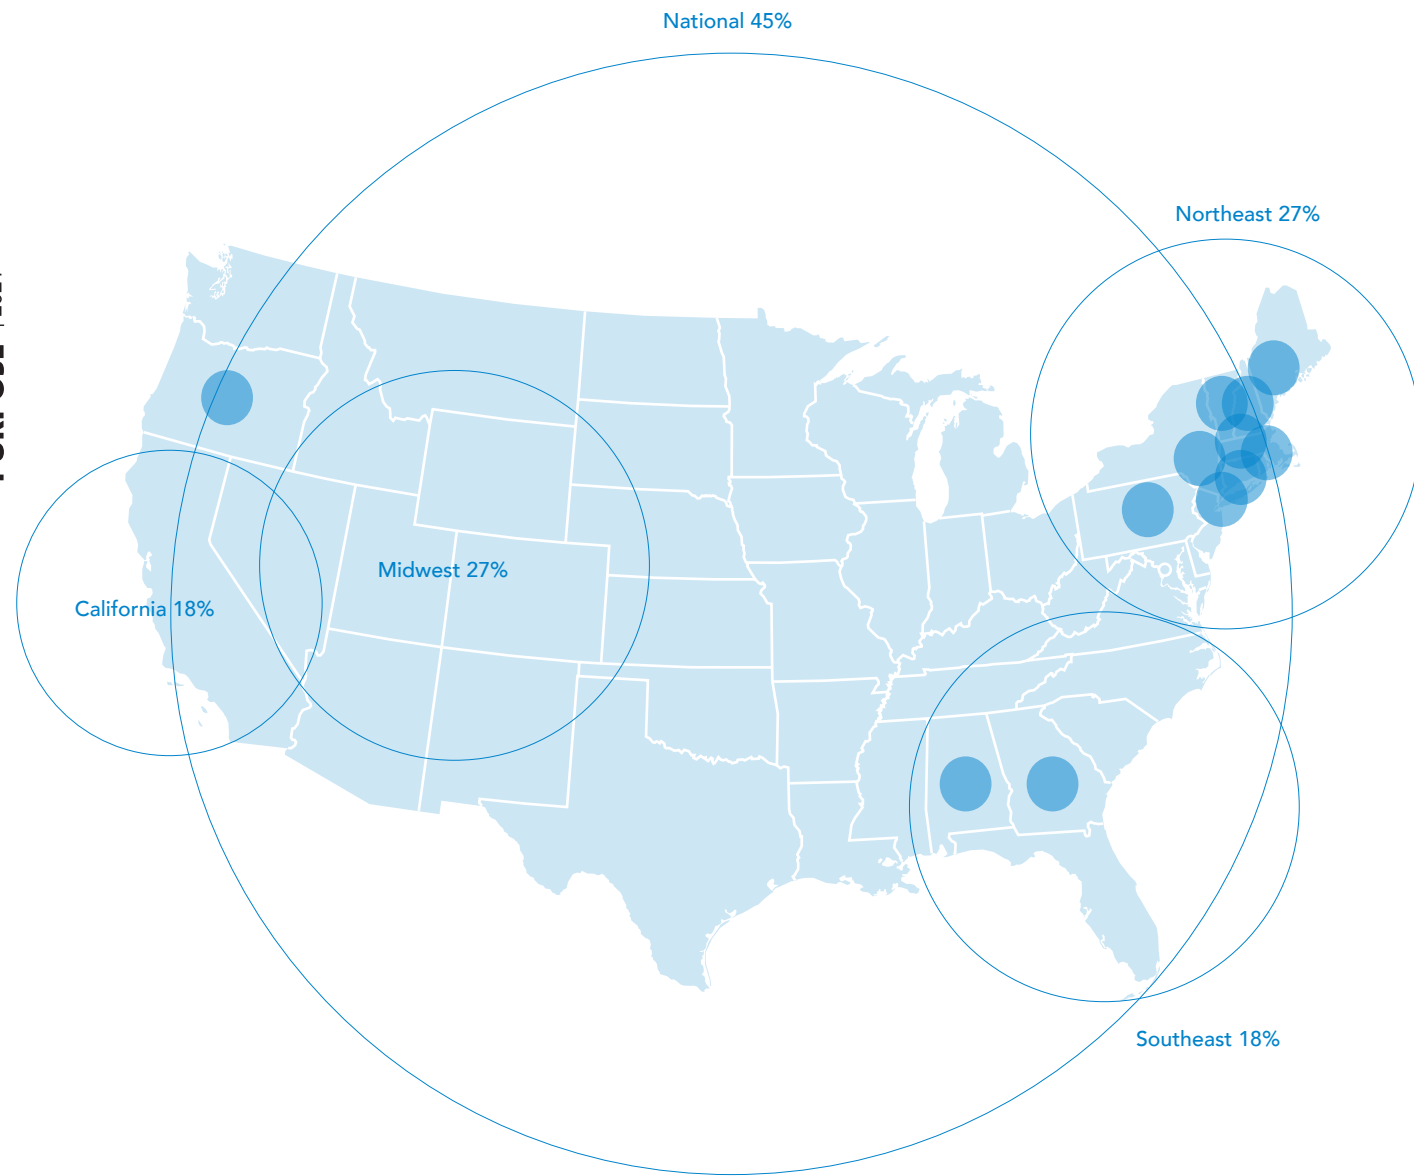 National 45%
Northeast 27%
Midwest 27%
California 18%
Southeast 18%